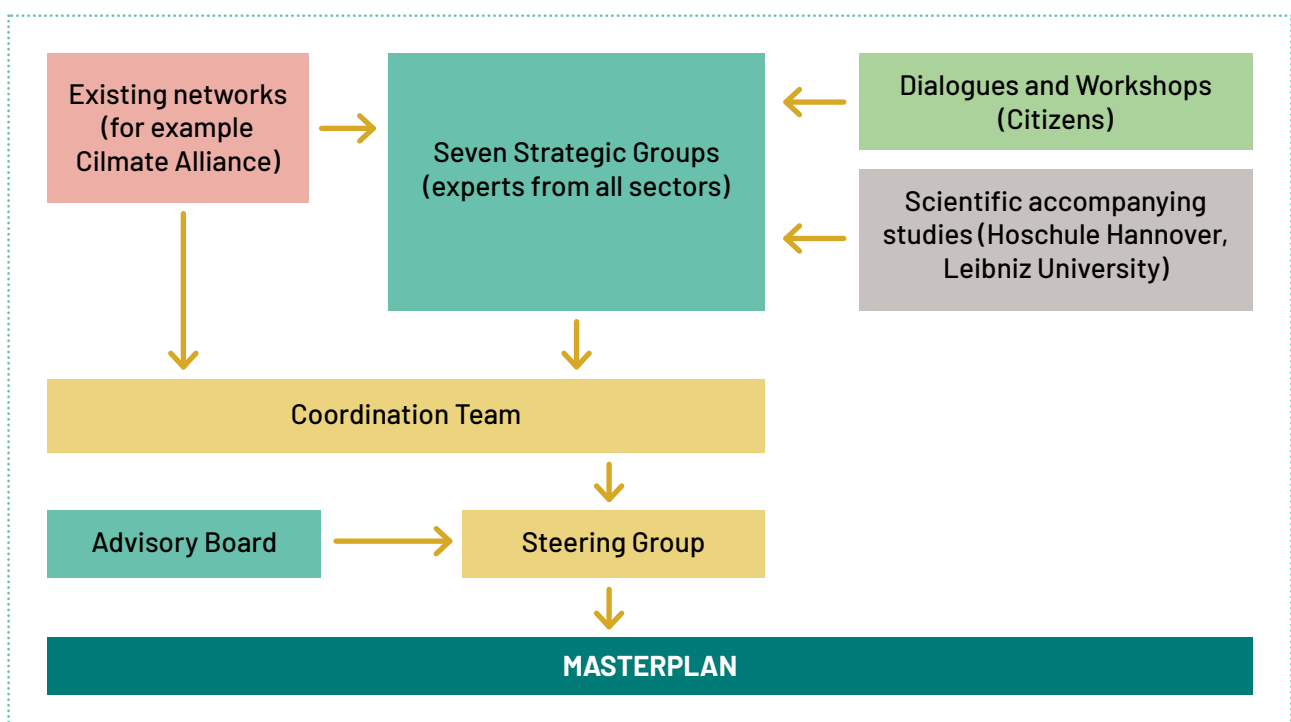 Existing networks
(for example
Cilmate Alliance)
Seven Strategic Groups
(experts from all sectors)
Dialogues and Workshops
(Citizens)
Scientific accompanying
studies (Hoschule Hannover,
Leibniz University)
Coordination Team
Advisory Board
Steering Group
MASTERPLAN